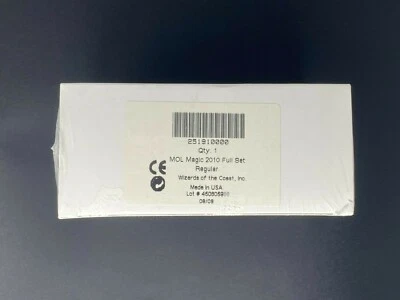 251910000
Qty: 1
MOL Magic 2010 Full Set
Regular
Wizards of the Coast, Inc.
Made in USA